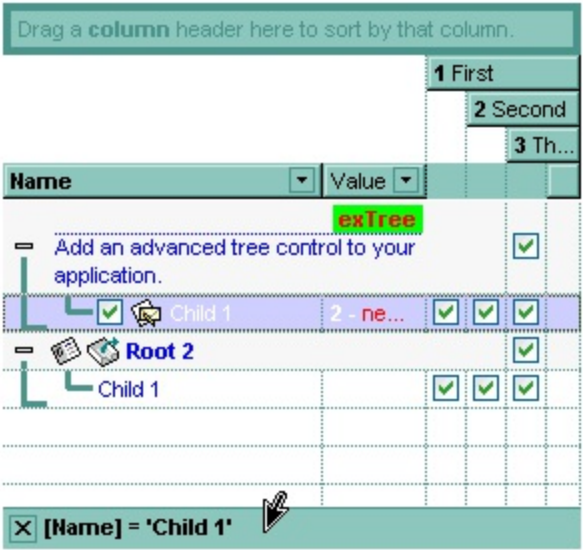 Drag a column header here to sort by that column.
1 First
2 Second
3 Th...
Name Value
exTree
Add an advanced tree control to your
application.
Child 1 2 - ne...
Root 2
Child 1
[Name] = 'Child 1'